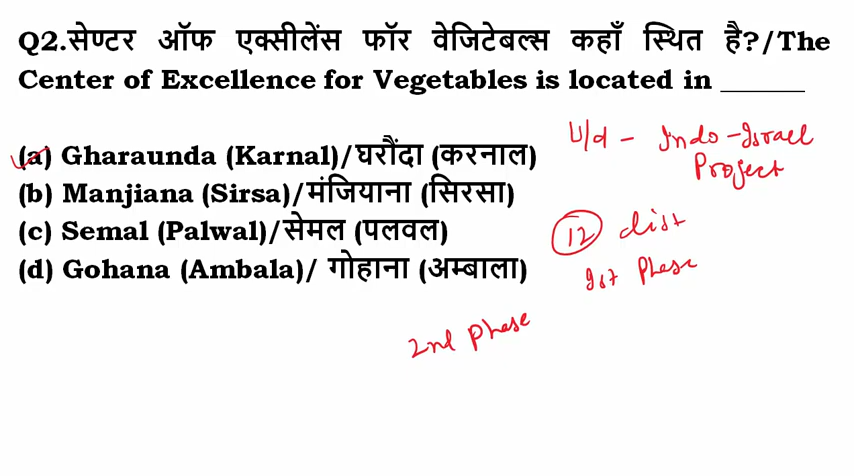 Q2.सेण्टर ऑफ एक्सीलेंस फॉर वेजिटेबल्स कहाँ स्थित है?/The
Center of Excellence for Vegetables is located in ______
(a) Gharaunda (Karnal)/घरौंदा (करनाल)
(b) Manjiana (Sirsa)/मंजियाना (सिरसा)
(c) Semal (Palwal)/सेमल (पलवल)
(d) Gohana (Ambala)/ गोहाना (अम्बाला)
U/d - Indo-Israel
Project
12 dist
1st Phase
2nd Phase